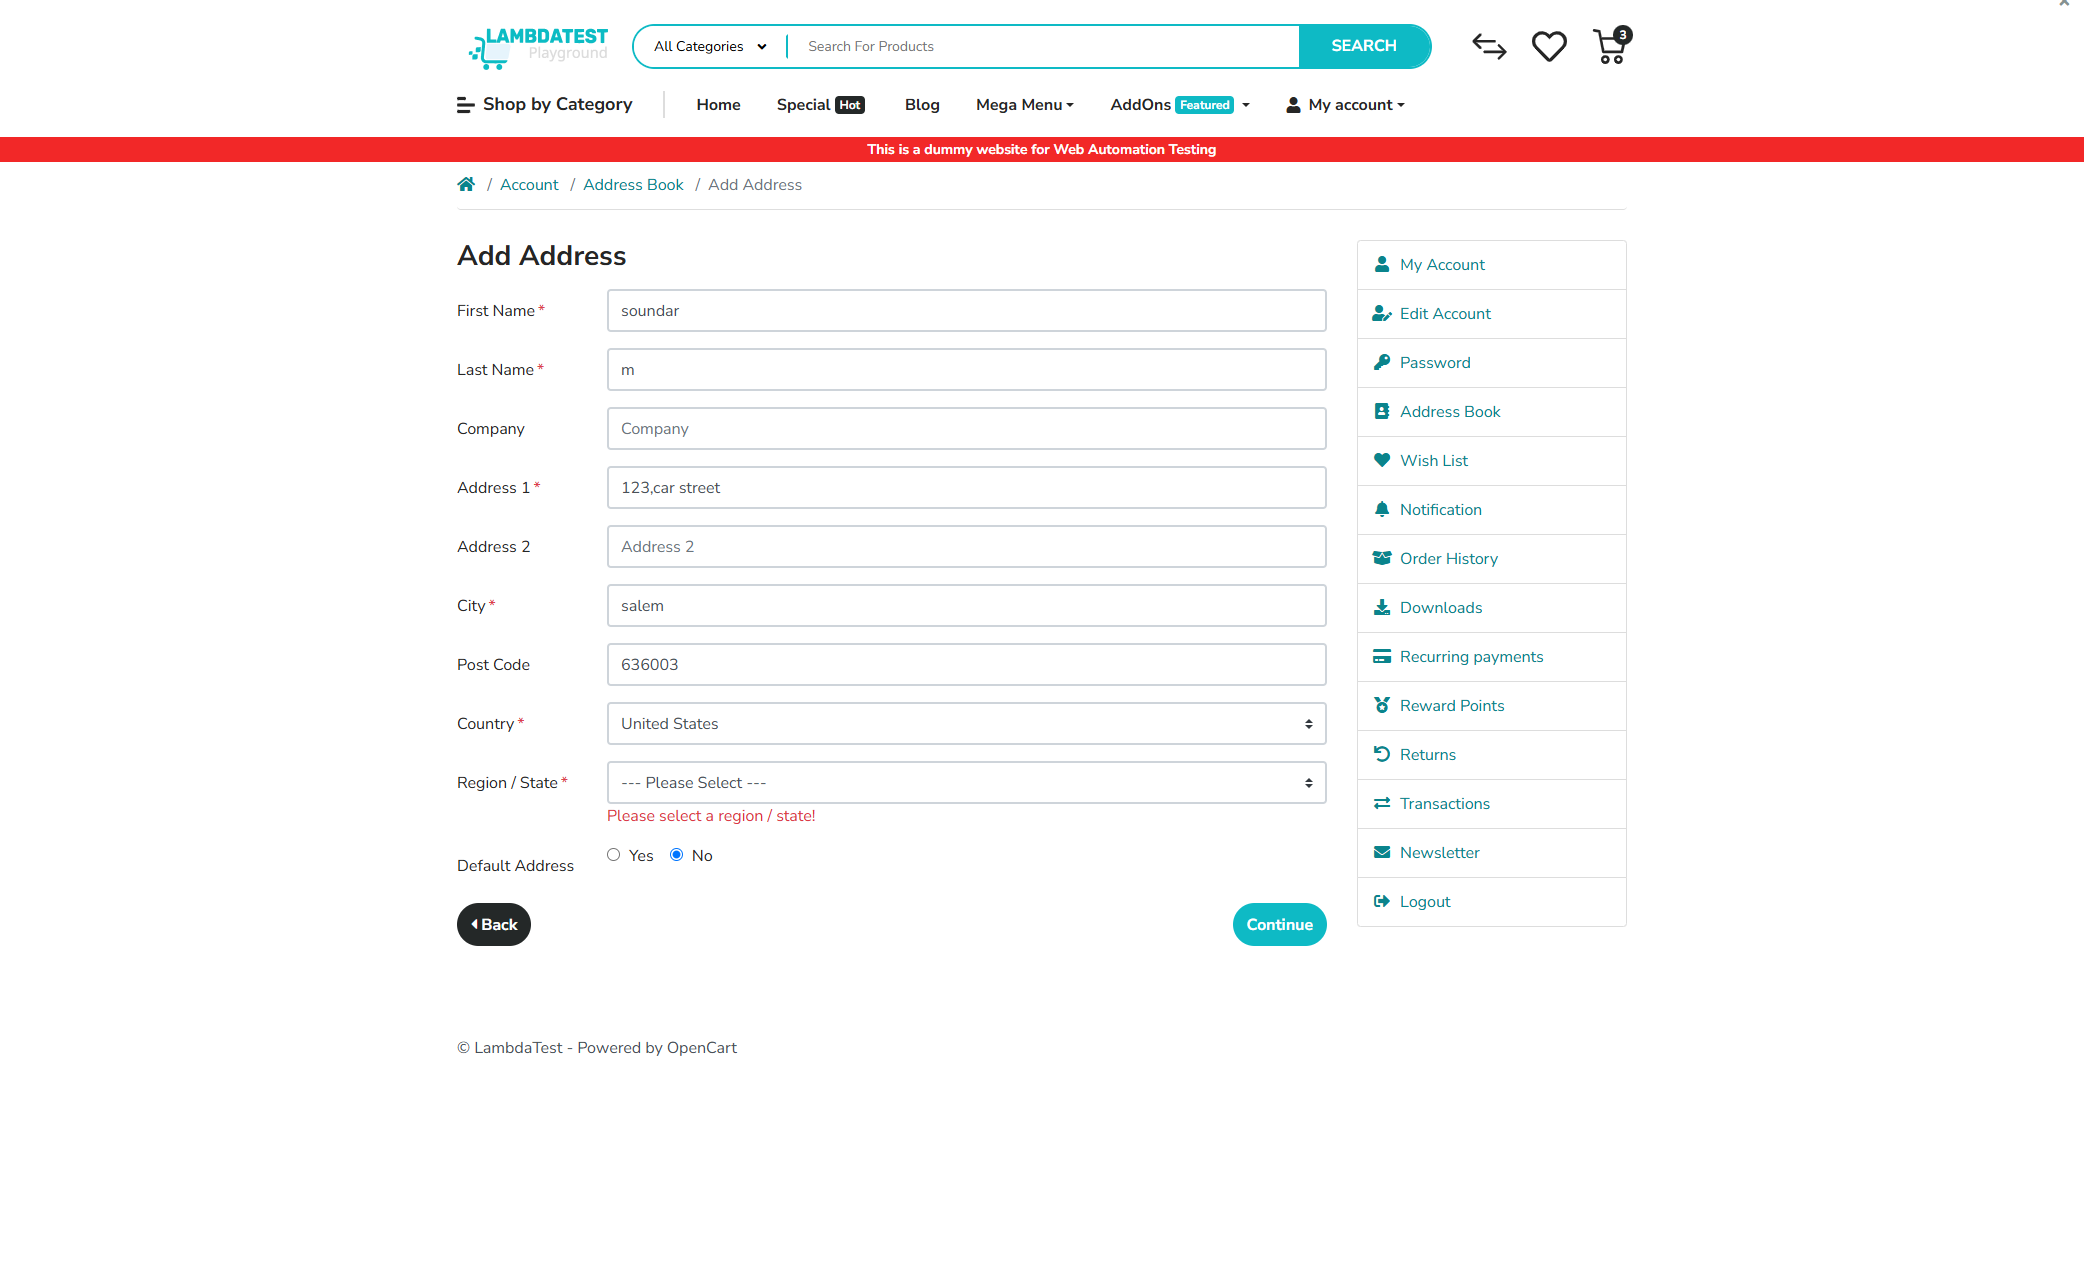 LAMBDATEST
Playground
All Categories
Search For Products
SEARCH
3
Shop by Category
Home
Special Hot
Blog
Mega Menu
AddOns Featured
My account
This is a dummy website for Web Automation Testing
/ Account / Address Book / Add Address
Add Address
First Name *
soundar
Last Name *
m
Company
Company
Address 1 *
123,car street
Address 2
Address 2
City *
salem
Post Code
636003
Country *
United States
Region / State *
--- Please Select ---
Please select a region / state!
Default Address
Yes
No
Back
Continue
My Account
Edit Account
Password
Address Book
Wish List
Notification
Order History
Downloads
Recurring payments
Reward Points
Returns
Transactions
Newsletter
Logout
© LambdaTest - Powered by OpenCart